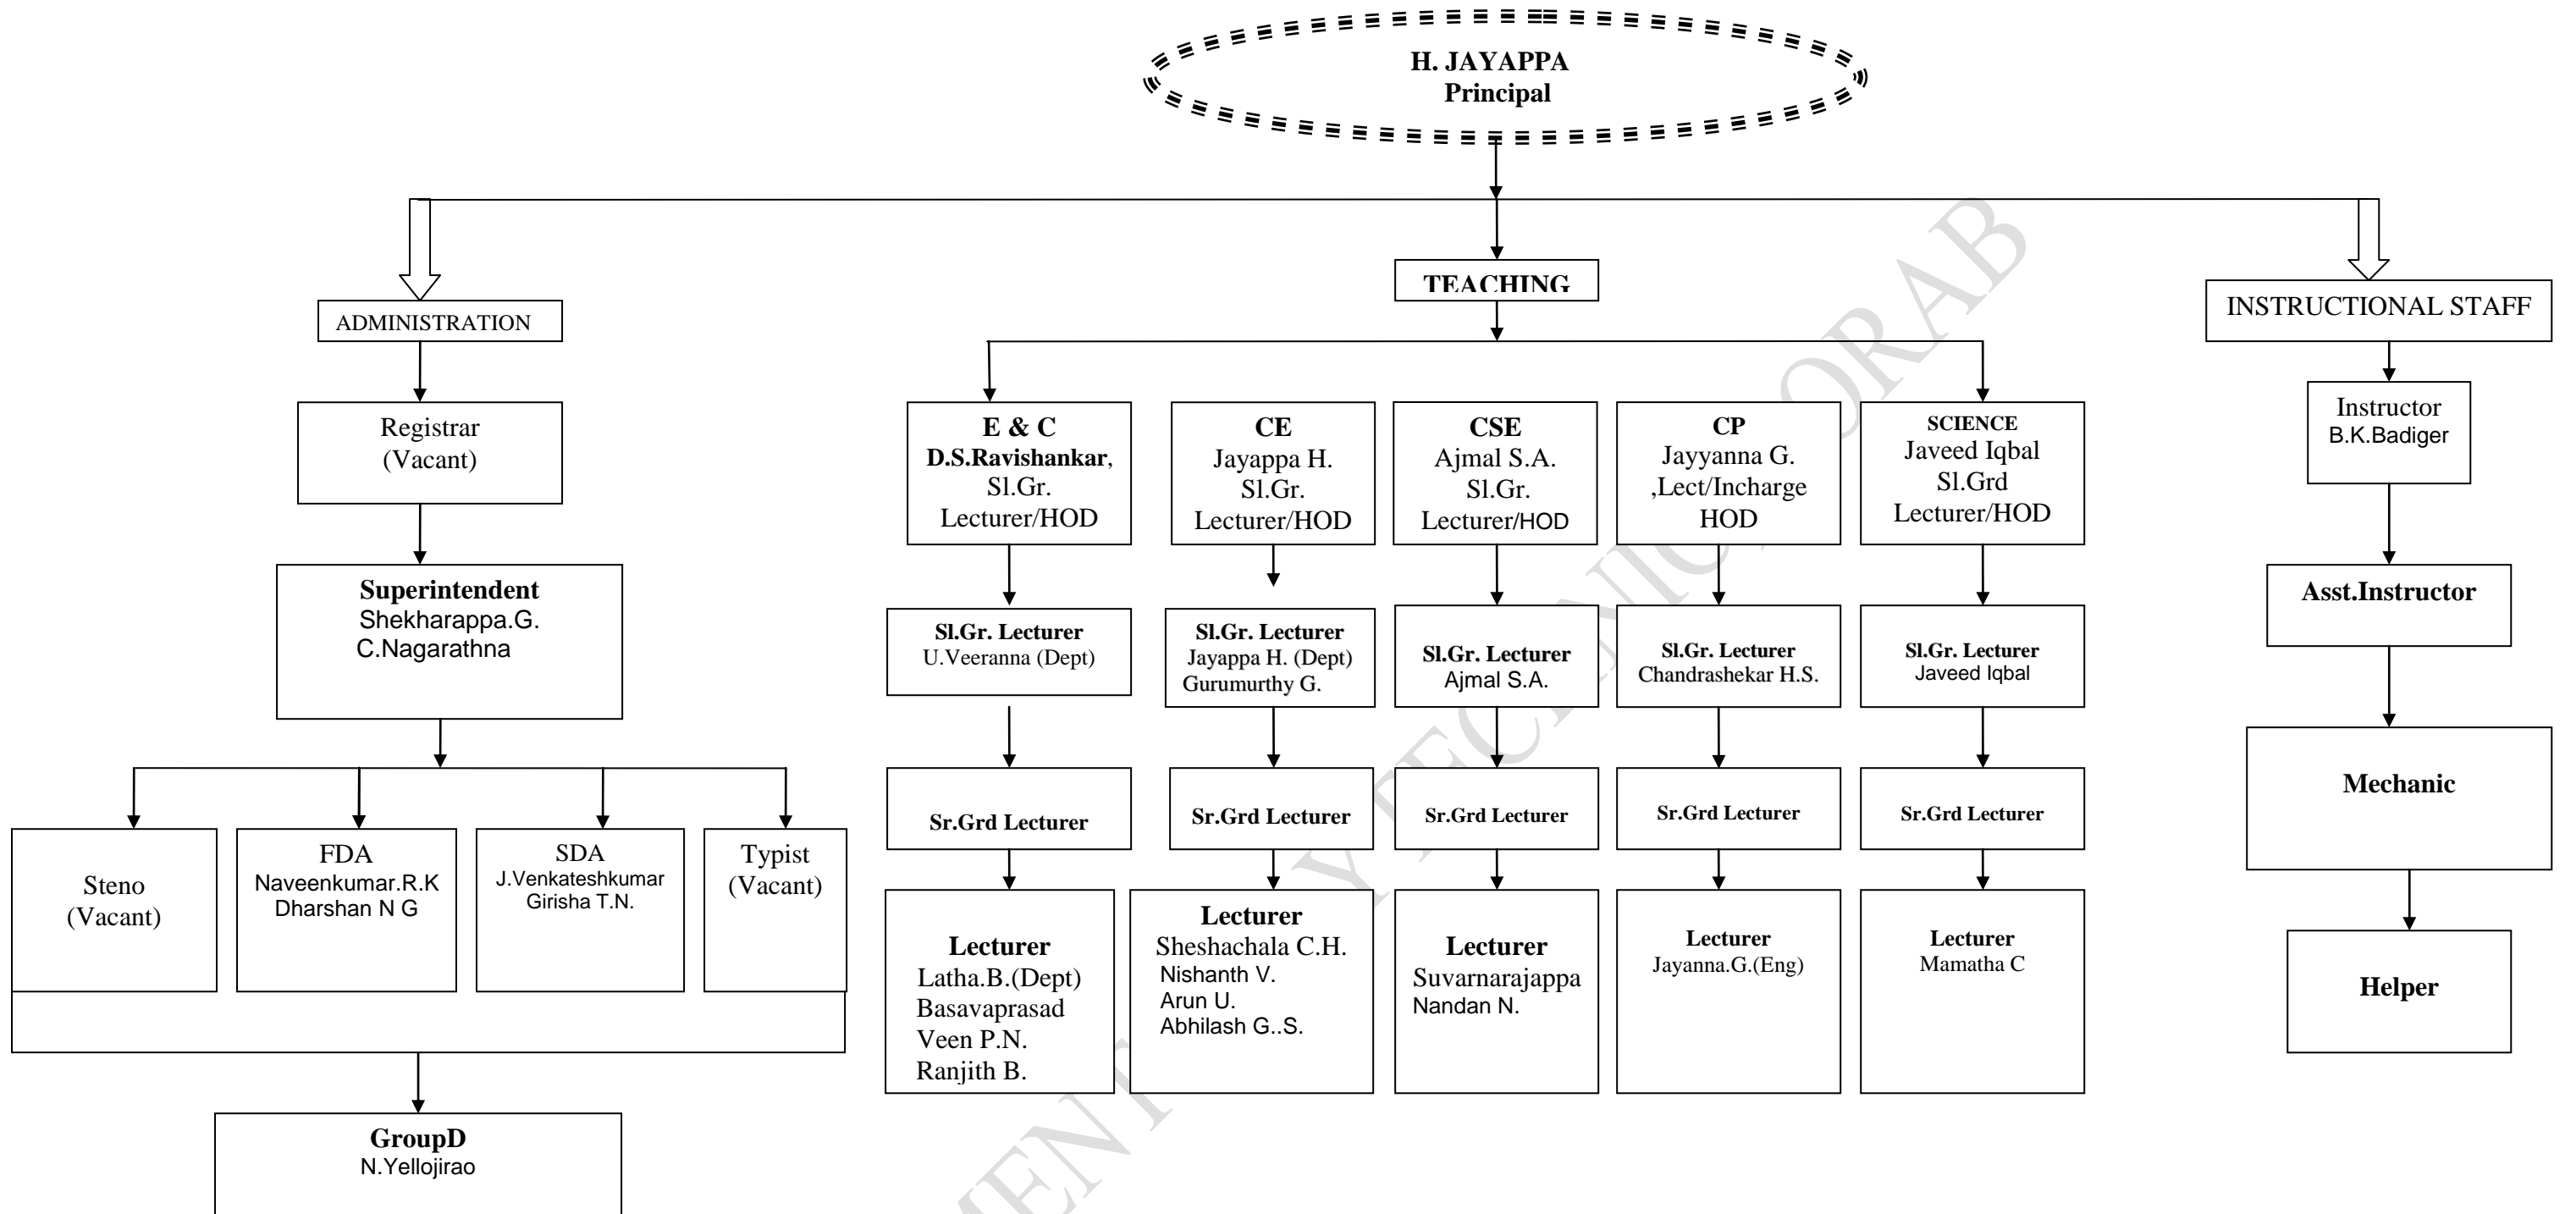 H. JAYAPPA
Principal
TEACHING
ADMINISTRATION
INSTRUCTIONAL STAFF
Registrar
(Vacant)
Superintendent
Shekharappa.G.
C.Nagarathna
Steno
(Vacant)
FDA
Naveenkumar.R.K
Dharshan N G
SDA
J.Venkateshkumar
Girisha T.N.
Typist
(Vacant)
GroupD
N.Yellojirao
E & C
D.S.Ravishankar,
Sl.Gr.
Lecturer/HOD
Sl.Gr. Lecturer
U.Veeranna (Dept)
Sr.Grd Lecturer
Lecturer
Latha.B.(Dept)
Basavaprasad
Veen P.N.
Ranjith B.
CE
Jayappa H.
Sl.Gr.
Lecturer/HOD
Sl.Gr. Lecturer
Jayappa H. (Dept)
Gurumurthy G.
Sr.Grd Lecturer
Lecturer
Sheshachala C.H.
Nishanth V.
Arun U.
Abhilash G..S.
CSE
Ajmal S.A.
Sl.Gr.
Lecturer/HOD
Sl.Gr. Lecturer
Ajmal S.A.
Sr.Grd Lecturer
Lecturer
Suvarnarajappa
Nandan N.
CP
Jayyanna G.
,Lect/Incharge
HOD
Sl.Gr. Lecturer
Chandrashekar H.S.
Sr.Grd Lecturer
Lecturer
Jayanna.G.(Eng)
SCIENCE
Javeed Iqbal
Sl.Grd
Lecturer/HOD
Sl.Gr. Lecturer
Javeed Iqbal
Sr.Grd Lecturer
Lecturer
Mamatha C
Instructor
B.K.Badiger
Asst.Instructor
Mechanic
Helper